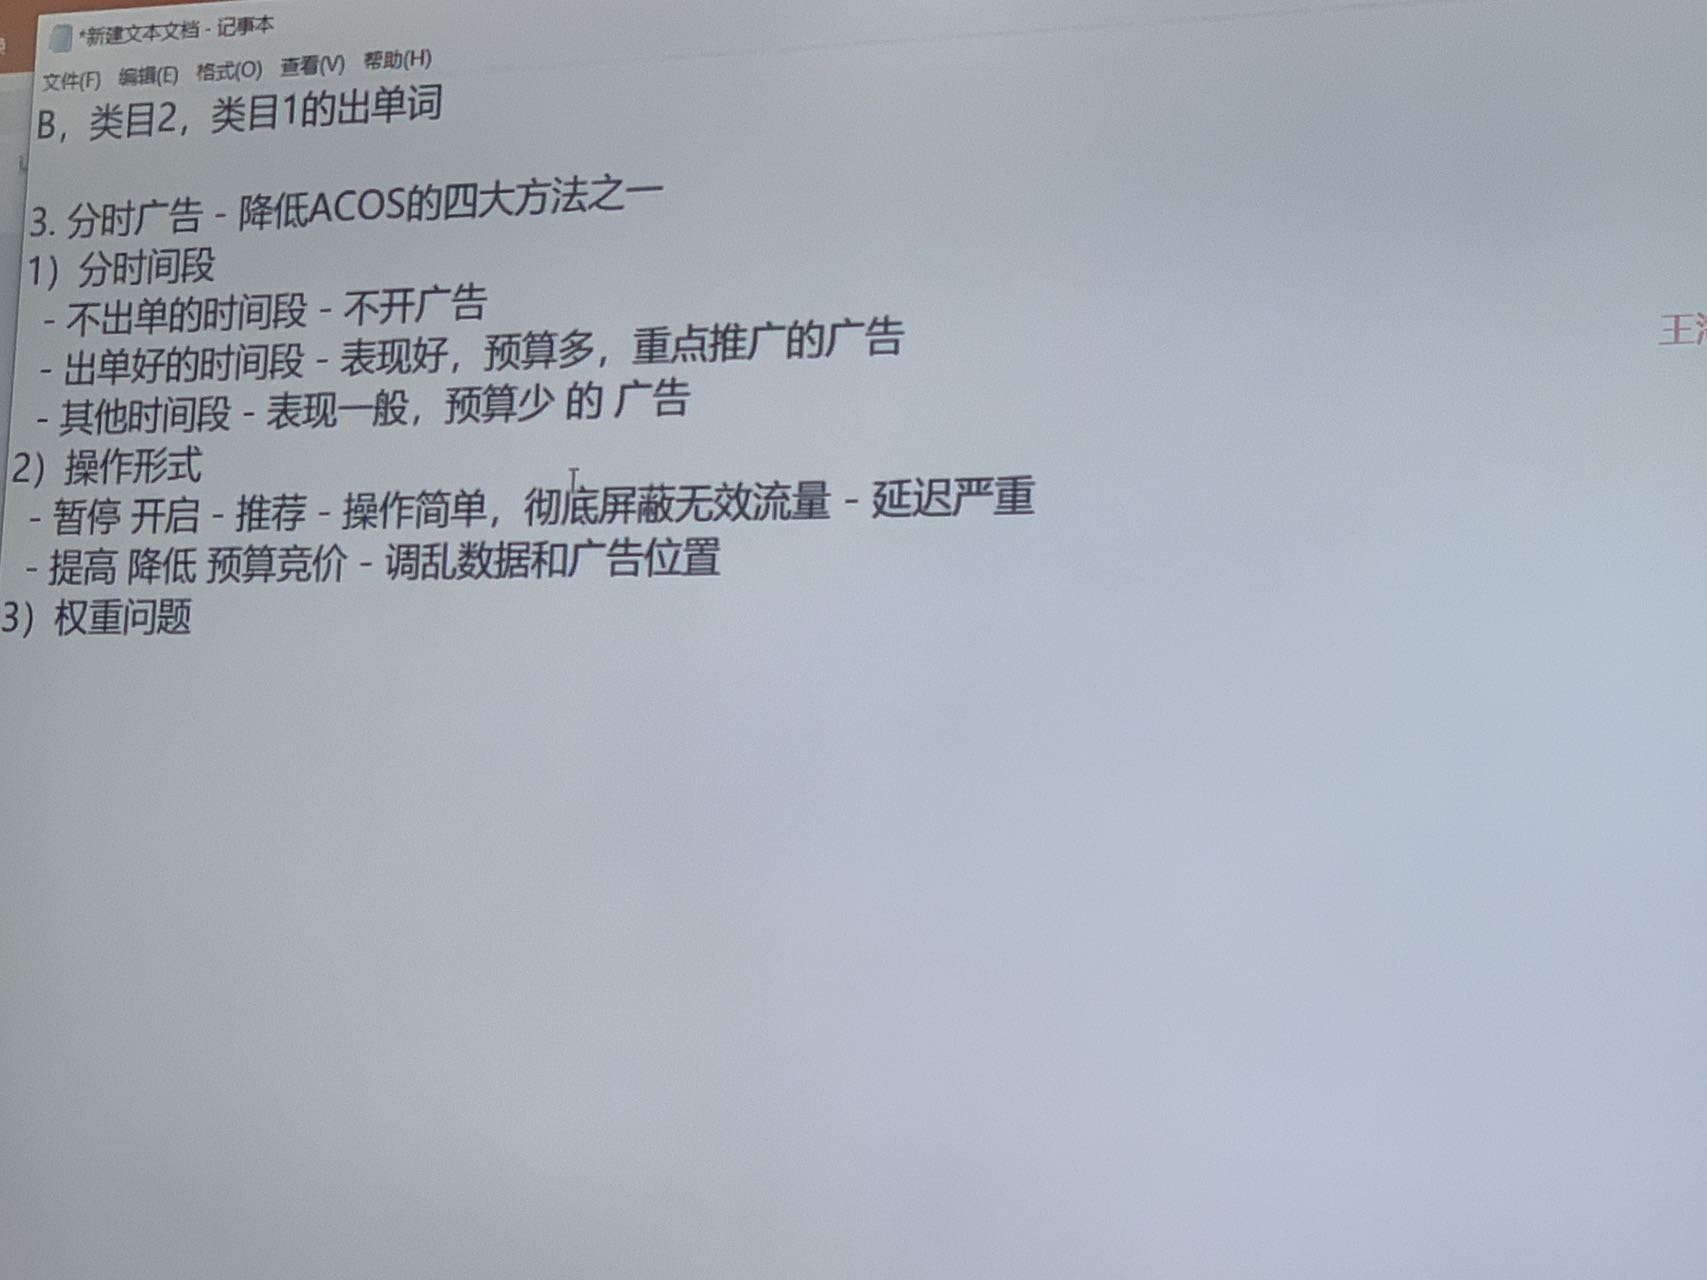 *新建文本文档 - 记事本
文件(F) 编辑(E) 格式(O) 查看(V) 帮助(H)
B，类目2，类目1的出单词
3. 分时广告 - 降低ACOS的四大方法之一
1）分时间段
- 不出单的时间段 - 不开广告
- 出单好的时间段 - 表现好，预算多，重点推广的广告
- 其他时间段 - 表现一般，预算少 的 广告
2）操作形式
- 暂停 开启 - 推荐 - 操作简单，彻底屏蔽无效流量 - 延迟严重
- 提高 降低 预算竞价 - 调乱数据和广告位置
3）权重问题
王